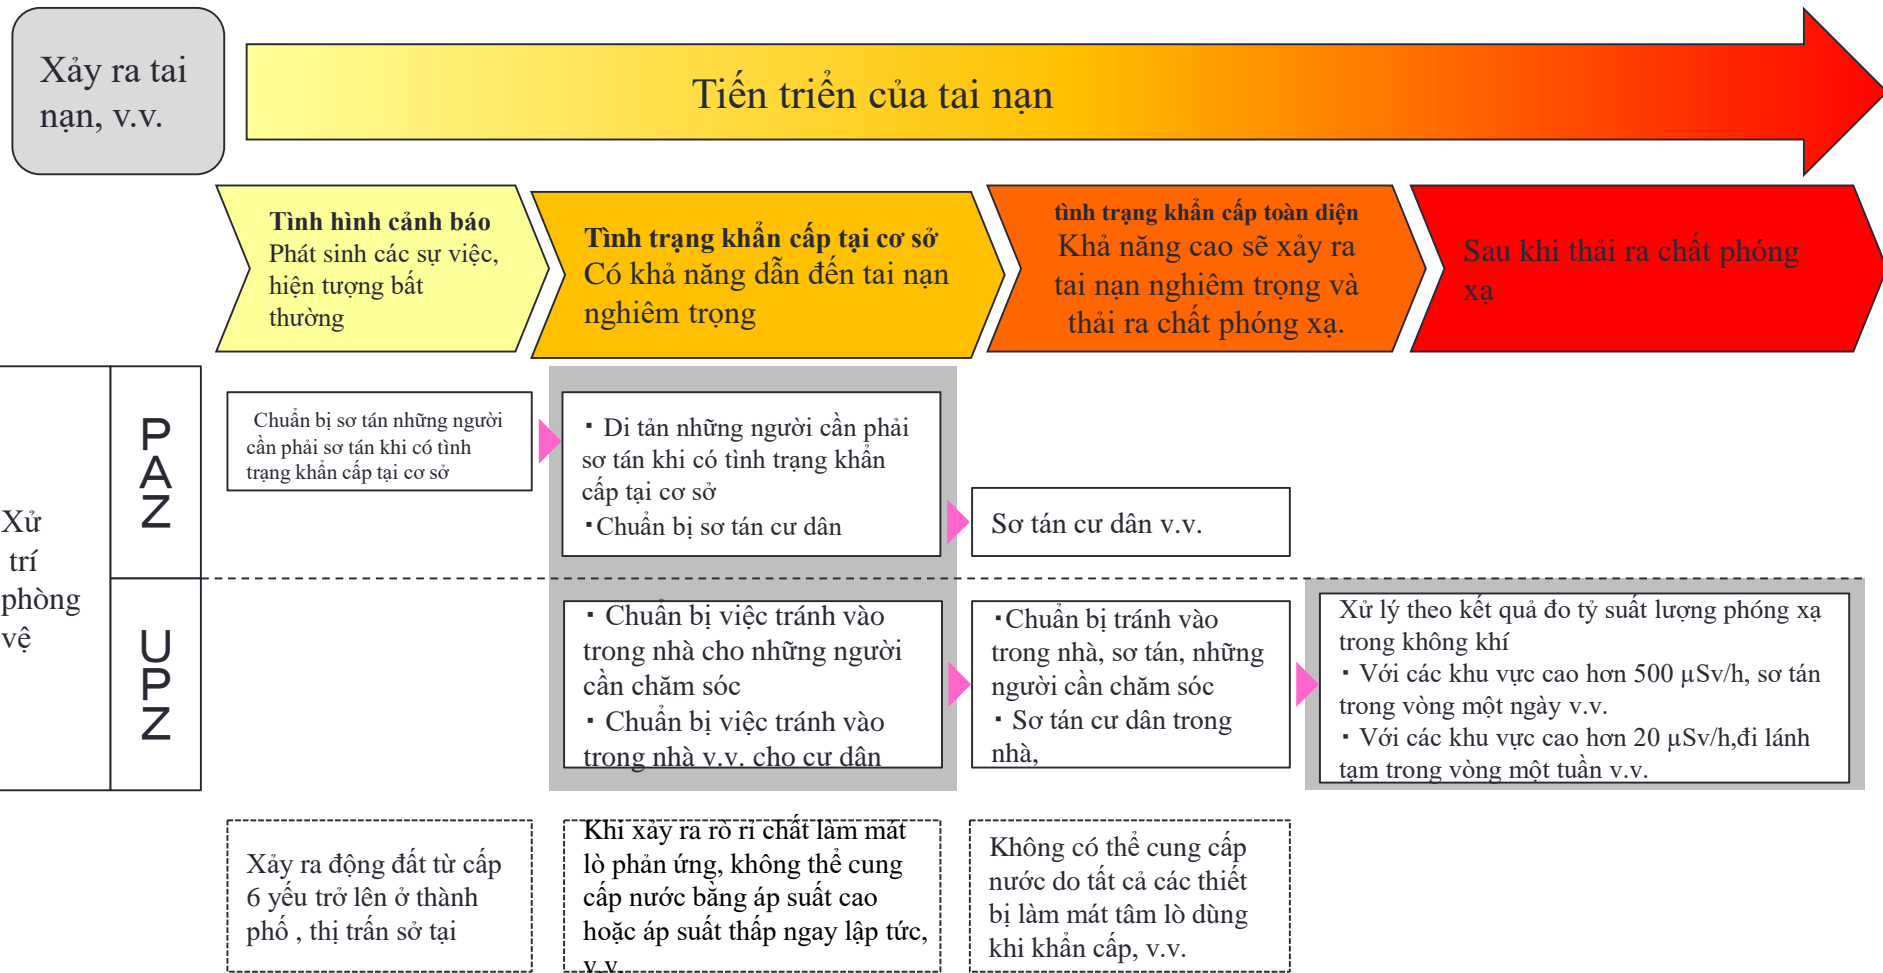 Xảy ra tai
nạn, v.v.
Tiến triển của tai nạn
Tình hình cảnh báo
Phát sinh các sự việc,
hiện tượng bất
thường
Tình trạng khẩn cấp tại cơ sở
Có khả năng dẫn đến tai nạn
nghiêm trọng
tình trạng khẩn cấp toàn diện
Khả năng cao sẽ xảy ra
tai nạn nghiêm trọng và
thải ra chất phóng xạ.
Sau khi thải ra chất phóng
xạ
Xử
trí
phòng
vệ
P
A
Z
Chuẩn bị sơ tán những người
cần phải sơ tán khi có tình
trạng khẩn cấp tại cơ sở
・Di tản những người cần phải
sơ tán khi có tình trạng khẩn
cấp tại cơ sở
・Chuẩn bị sơ tán cư dân
Sơ tán cư dân v.v.
U
P
Z
・Chuẩn bị việc tránh vào
trong nhà cho những người
cần chăm sóc
・Chuẩn bị việc tránh vào
trong nhà v.v. cho cư dân
・Chuẩn bị tránh vào
trong nhà, sơ tán, những
người cần chăm sóc
・Sơ tán cư dân trong
nhà,
Xử lý theo kết quả đo tỷ suất lượng phóng xạ
trong không khí
・Với các khu vực cao hơn 500 μSv/h, sơ tán
trong vòng một ngày v.v.
・Với các khu vực cao hơn 20 μSv/h,đi lánh
tạm trong vòng một tuần v.v.
Xảy ra động đất từ cấp
6 yếu trở lên ở thành
phố , thị trấn sở tại
Khi xảy ra rò rỉ chất làm mát
lò phản ứng, không thể cung
cấp nước bằng áp suất cao
hoặc áp suất thấp ngay lập tức,
v.v.
Không có thể cung cấp
nước do tất cả các thiết
bị làm mát tâm lò dùng
khi khẩn cấp, v.v.